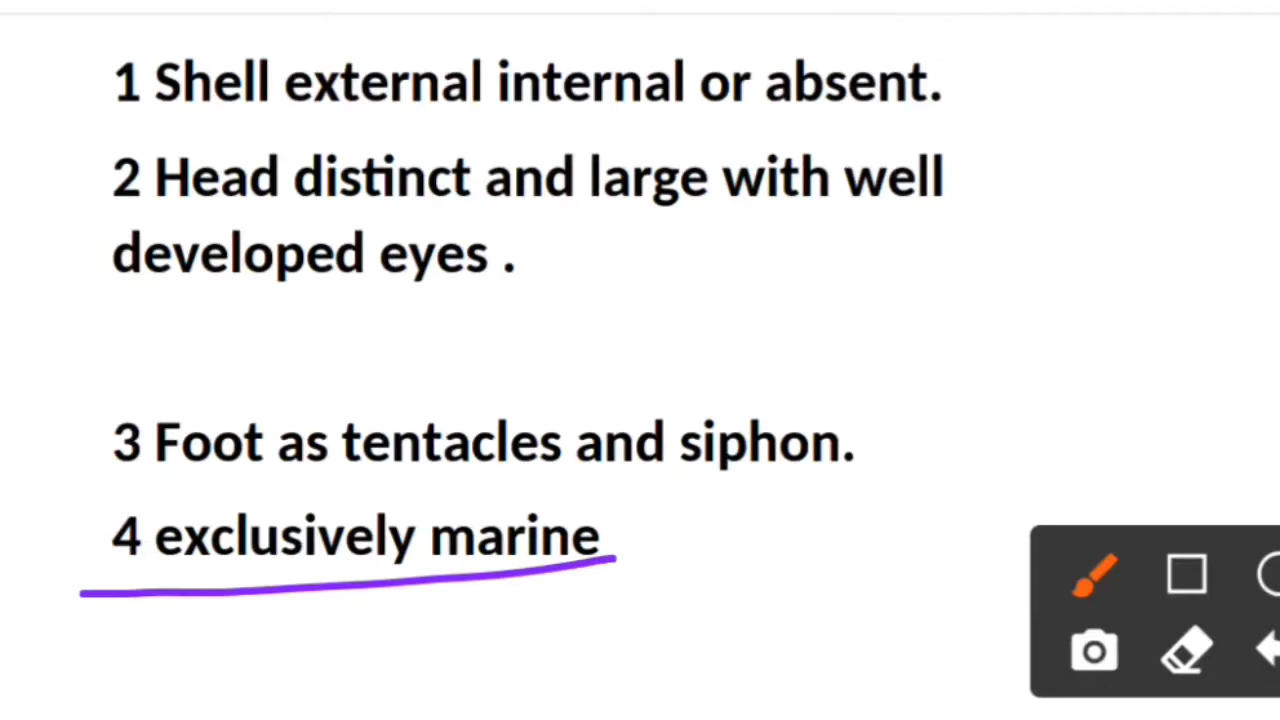 1 Shell external internal or absent.
2 Head distinct and large with well
developed eyes .
3 Foot as tentacles and siphon.
4 exclusively marine